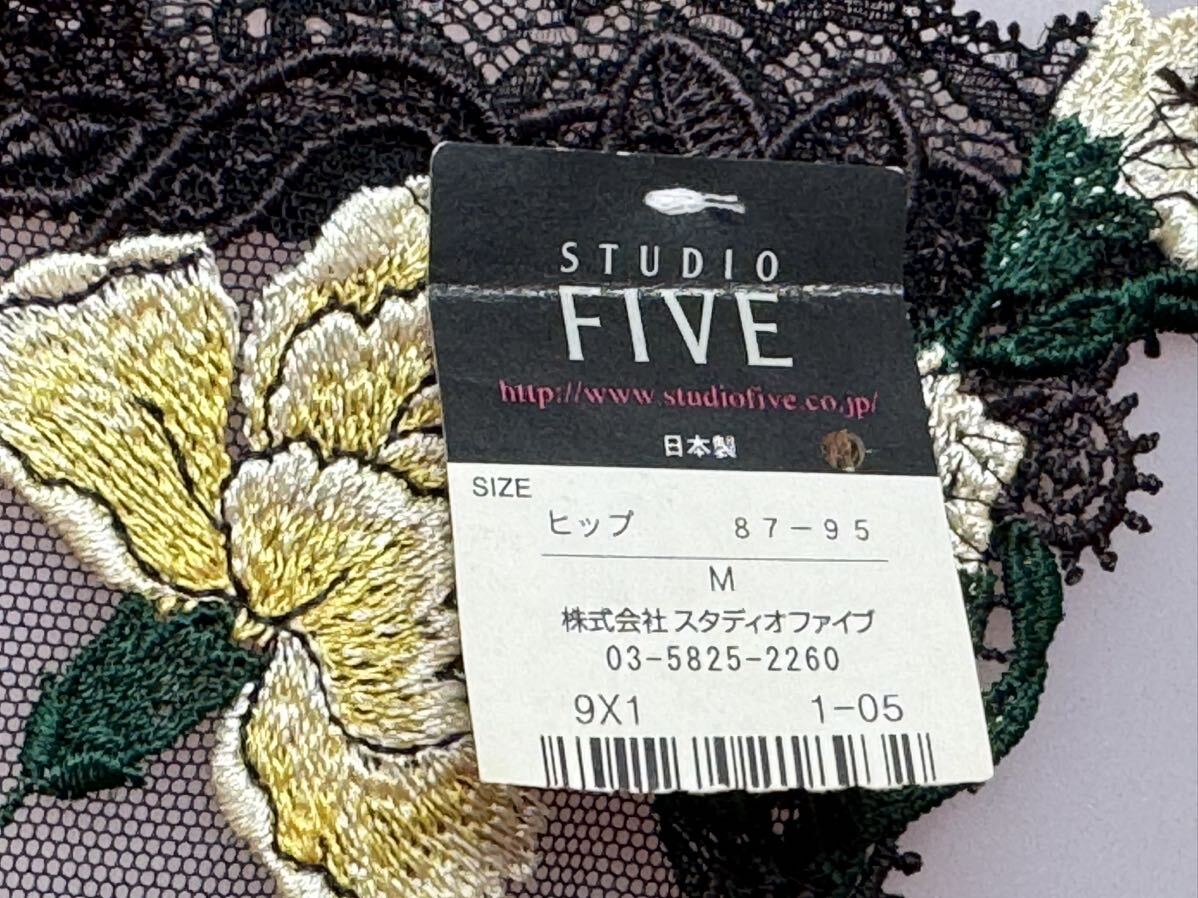 STUDIO
FIVE
http://www.studiofive.co.jp/
日本製
SIZE
ヒップ 87-95
M
株式会社スタディオファイブ
03-5825-2260
9X1 1-05